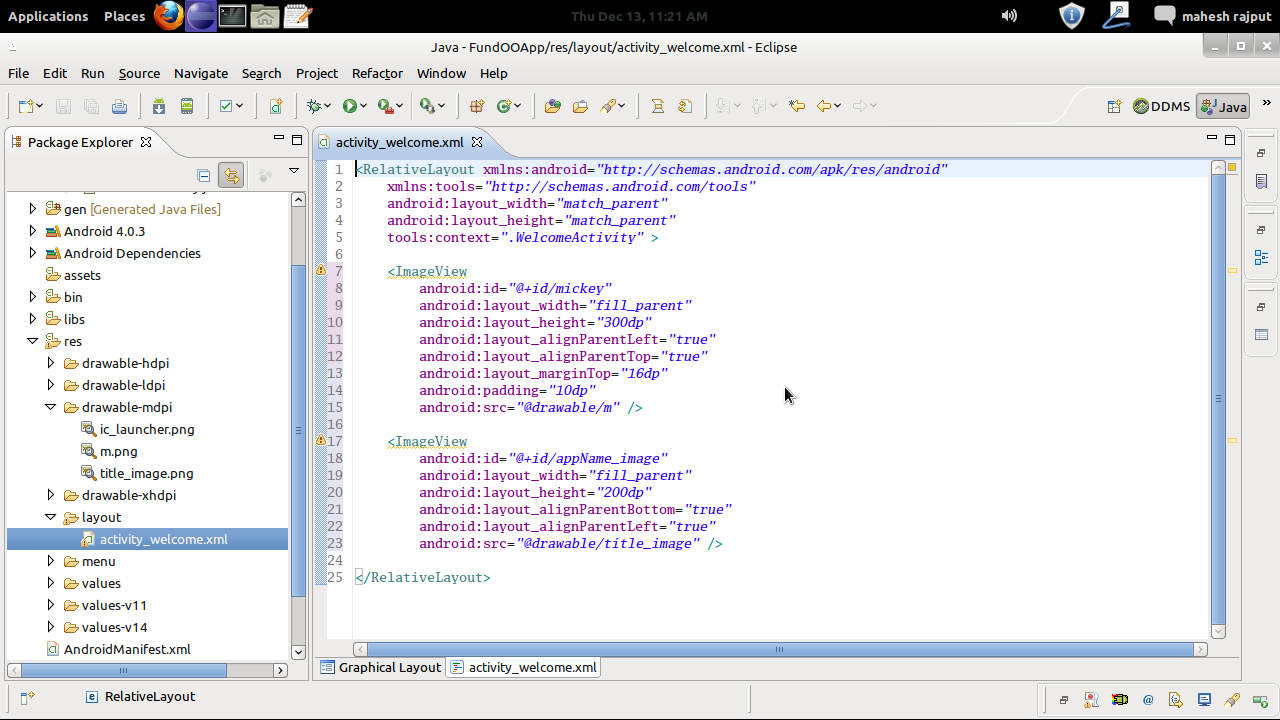 Applications Places Thu Dec 13, 11:21 AM mahesh rajput
Java - FundOOApp/res/layout/activity_welcome.xml - Eclipse
File Edit Run Source Navigate Search Project Refactor Window Help
DDMS Java
Package Explorer
gen [Generated Java Files]
Android 4.0.3
Android Dependencies
assets
bin
libs
res
drawable-hdpi
drawable-ldpi
drawable-mdpi
ic_launcher.png
m.png
title_image.png
drawable-xhdpi
layout
activity_welcome.xml
menu
values
values-v11
values-v14
AndroidManifest.xml
activity_welcome.xml
1 <RelativeLayout xmlns:android="http://schemas.android.com/apk/res/android"
2 xmlns:tools="http://schemas.android.com/tools"
3 android:layout_width="match_parent"
4 android:layout_height="match_parent"
5 tools:context=".WelcomeActivity" >
6
7 <ImageView
8 android:id="@+id/mickey"
9 android:layout_width="fill_parent"
10 android:layout_height="300dp"
11 android:layout_alignParentLeft="true"
12 android:layout_alignParentTop="true"
13 android:layout_marginTop="16dp"
14 android:padding="10dp"
15 android:src="@drawable/m" />
16
17 <ImageView
18 android:id="@+id/appName_image"
19 android:layout_width="fill_parent"
20 android:layout_height="200dp"
21 android:layout_alignParentBottom="true"
22 android:layout_alignParentLeft="true"
23 android:src="@drawable/title_image" />
24
25 </RelativeLayout>
Graphical Layout activity_welcome.xml
RelativeLayout